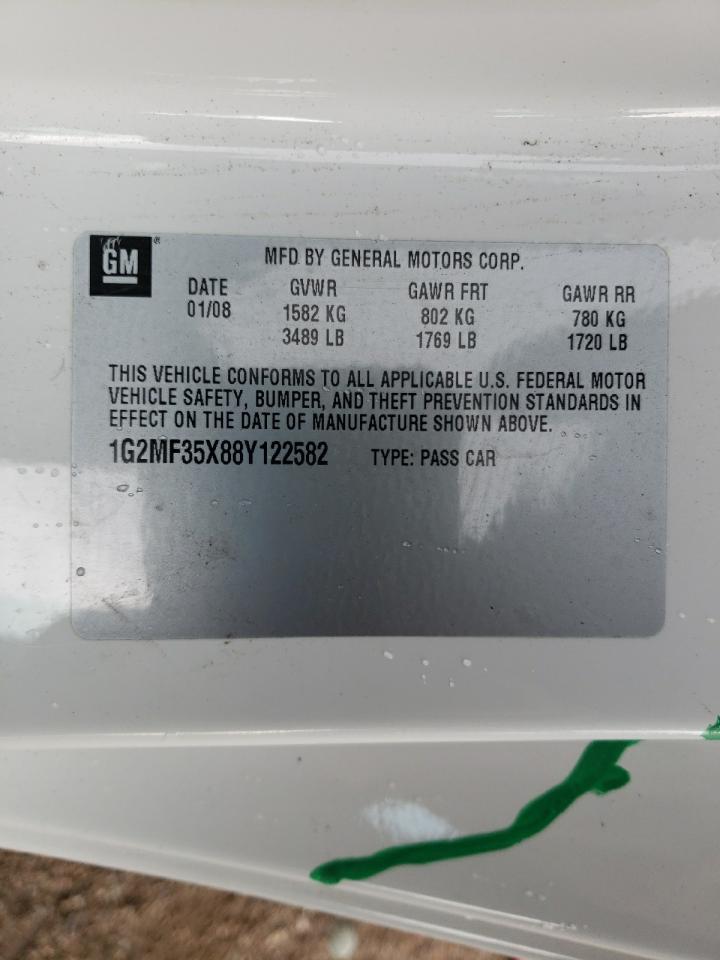 GM
MFD BY GENERAL MOTORS CORP.
DATE GVWR GAWR FRT GAWR RR
01/08 1582 KG 802 KG 780 KG
3489 LB 1769 LB 1720 LB
THIS VEHICLE CONFORMS TO ALL APPLICABLE U.S. FEDERAL MOTOR
VEHICLE SAFETY, BUMPER, AND THEFT PREVENTION STANDARDS IN
EFFECT ON THE DATE OF MANUFACTURE SHOWN ABOVE.
1G2MF35X88Y122582 TYPE: PASS CAR